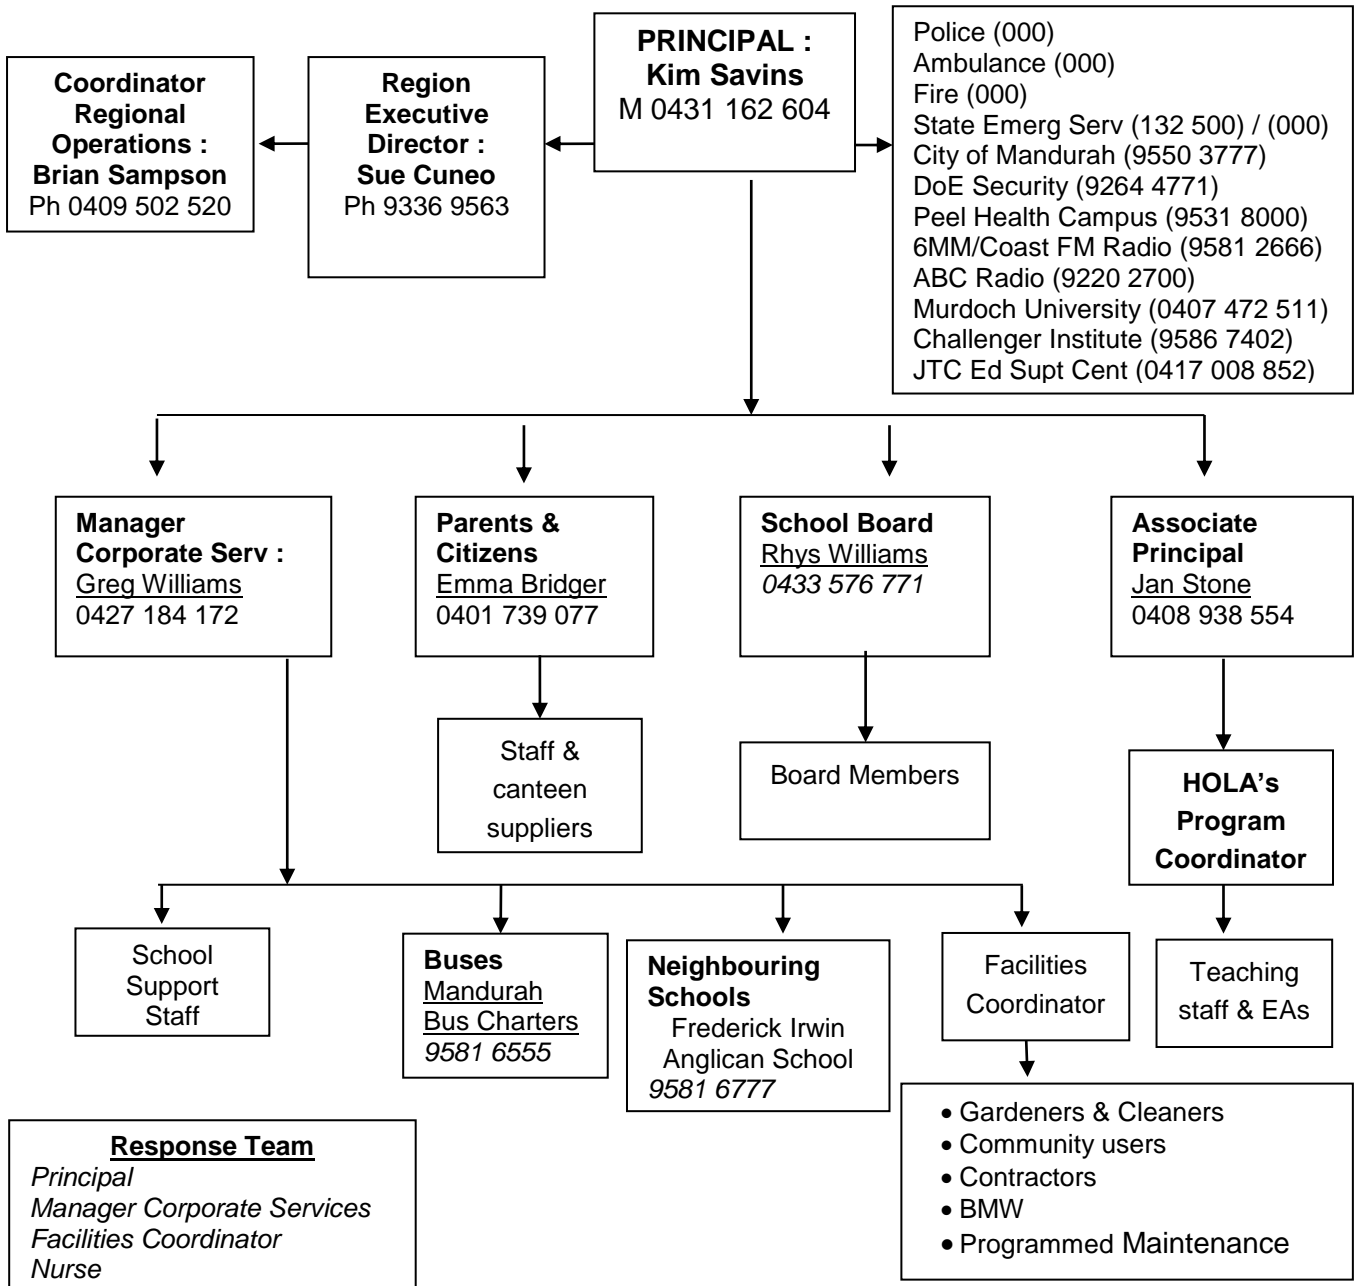 PRINCIPAL :
Kim Savins
M 0431 162 604
Coordinator
Regional
Operations :
Brian Sampson
Ph 0409 502 520
Region
Executive
Director :
Sue Cuneo
Ph 9336 9563
Police (000)
Ambulance (000)
Fire (000)
State Emerg Serv (132 500) / (000)
City of Mandurah (9550 3777)
DoE Security (9264 4771)
Peel Health Campus (9531 8000)
6MM/Coast FM Radio (9581 2666)
ABC Radio (9220 2700)
Murdoch University (0407 472 511)
Challenger Institute (9586 7402)
JTC Ed Supt Cent (0417 008 852)
Manager
Corporate Serv :
Greg Williams
0427 184 172
Parents &
Citizens
Emma Bridger
0401 739 077
School Board
Rhys Williams
0433 576 771
Associate
Principal
Jan Stone
0408 938 554
Staff &
canteen
suppliers
Board Members
HOLA’s
Program
Coordinator
School
Support
Staff
Buses
Mandurah
Bus Charters
9581 6555
Neighbouring
Schools
Frederick Irwin
Anglican School
9581 6777
Facilities
Coordinator
Teaching
staff & EAs
Response Team
Principal
Manager Corporate Services
Facilities Coordinator
Nurse
• Gardeners & Cleaners
• Community users
• Contractors
• BMW
• Programmed Maintenance